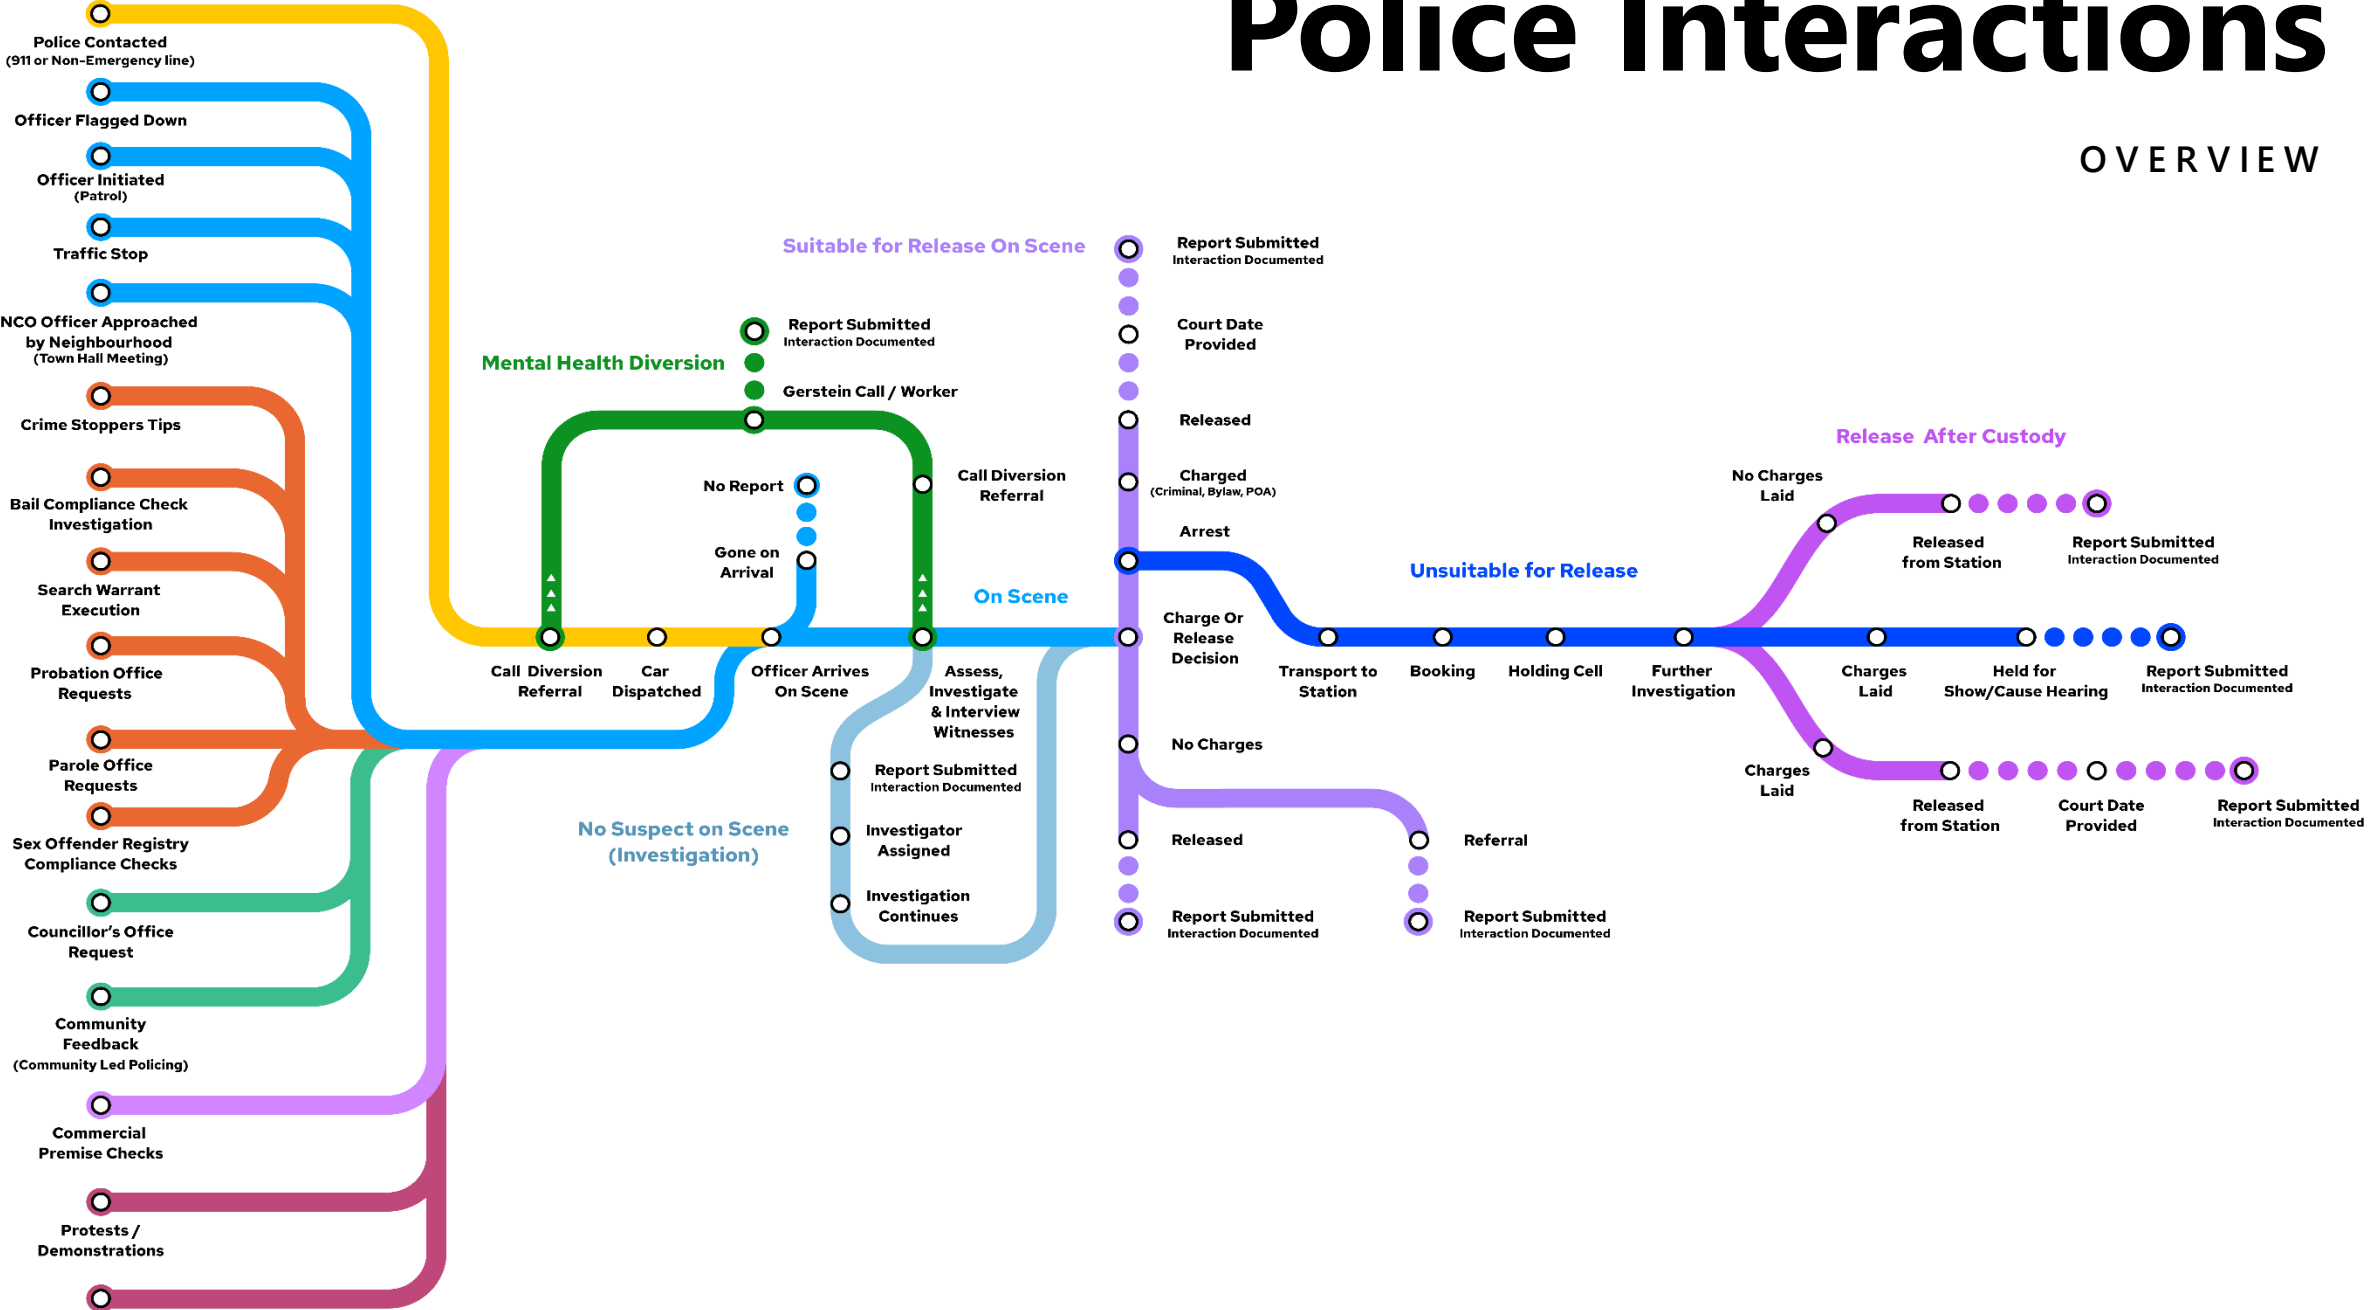 Police Interactions
OVERVIEW
Police Contacted
(911 or Non-Emergency line)
Officer Flagged Down
Officer Initiated
(Patrol)
Traffic Stop
NCO Officer Approached
by Neighbourhood
(Town Hall Meeting)
Crime Stoppers Tips
Bail Compliance Check
Investigation
Search Warrant
Execution
Probation Office
Requests
Parole Office
Requests
Sex Offender Registry
Compliance Checks
Councillor's Office
Request
Community
Feedback
(Community Led Policing)
Commercial
Premise Checks
Protests /
Demonstrations
Mental Health Diversion
Report Submitted
Interaction Documented
Gerstein Call / Worker
No Report
Gone on
Arrival
Call Diversion
Referral
Call Diversion
Referral
Car
Dispatched
Officer Arrives
On Scene
Assess,
Investigate
& Interview
Witnesses
On Scene
No Suspect on Scene
(Investigation)
Report Submitted
Interaction Documented
Investigator
Assigned
Investigation
Continues
Suitable for Release On Scene
Report Submitted
Interaction Documented
Court Date
Provided
Released
Charged
(Criminal, Bylaw, POA)
Arrest
Charge Or
Release
Decision
No Charges
Released
Report Submitted
Interaction Documented
Referral
Report Submitted
Interaction Documented
Unsuitable for Release
Transport to
Station
Booking
Holding Cell
Further
Investigation
Charges
Laid
Held for
Show/Cause Hearing
Report Submitted
Interaction Documented
Release After Custody
No Charges
Laid
Released
from Station
Report Submitted
Interaction Documented
Charges
Laid
Released
from Station
Court Date
Provided
Report Submitted
Interaction Documented